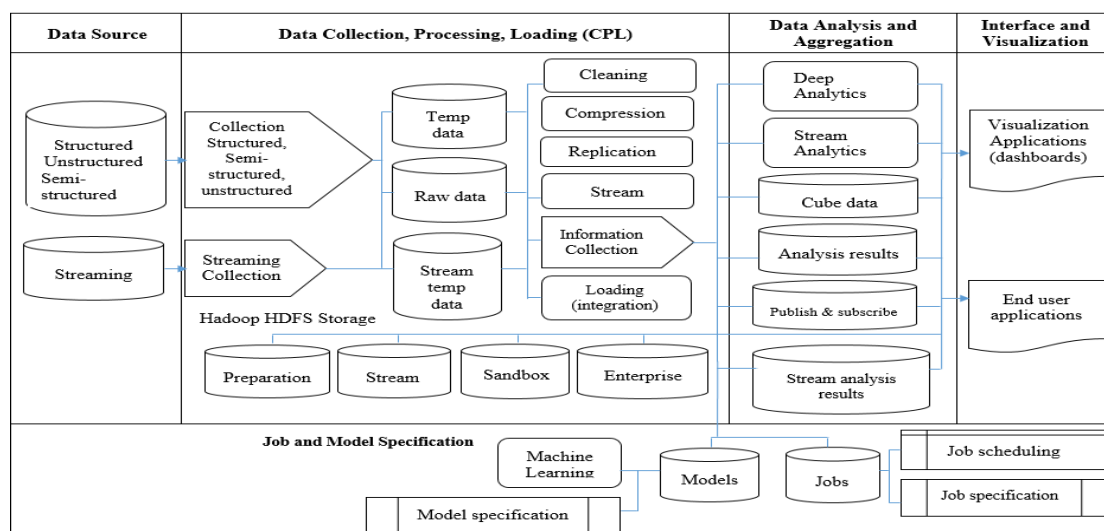 Data Source
Data Collection, Processing, Loading (CPL)
Data Analysis and
Aggregation
Interface and
Visualization
Structured
Unstructured
Semi-
structured
Streaming
Collection
Structured,
Semi-
structured,
unstructured
Streaming
Collection
Temp
data
Raw data
Stream
temp
data
Cleaning
Compression
Replication
Stream
Information
Collection
Loading
(integration)
Hadoop HDFS Storage
Preparation
Stream
Sandbox
Enterprise
Deep
Analytics
Stream
Analytics
Cube data
Analysis results
Publish & subscribe
Stream analysis
results
Visualization
Applications
(dashboards)
End user
applications
Job and Model Specification
Machine
Learning
Model specification
Models
Jobs
Job scheduling
Job specification